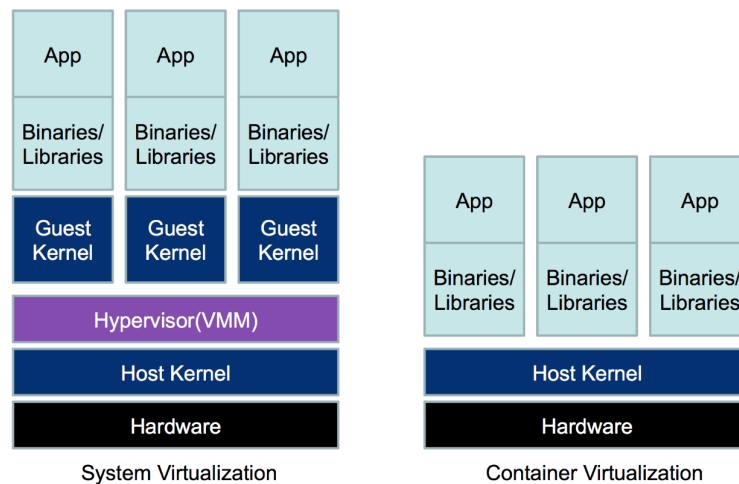 App App App
Binaries/ Binaries/ Binaries/
Libraries Libraries Libraries
Guest Guest Guest
Kernel Kernel Kernel
Hypervisor(VMM)
Host Kernel
Hardware
System Virtualization
App App App
Binaries/ Binaries/ Binaries/
Libraries Libraries Libraries
Host Kernel
Hardware
Container Virtualization